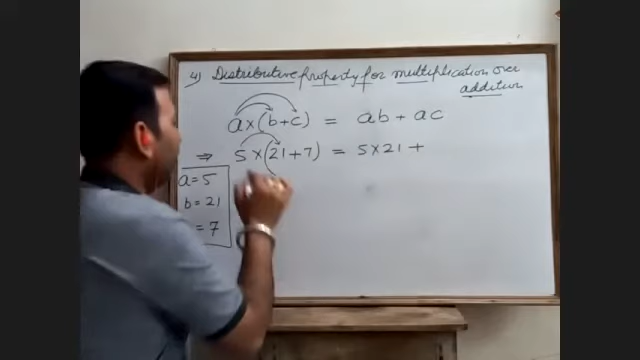 4) Distributive property for multiplication over
addition
a×(b+c) = ab + ac
⇒ 5×(21+7) = 5×21 +
a=5
b=21
= 7